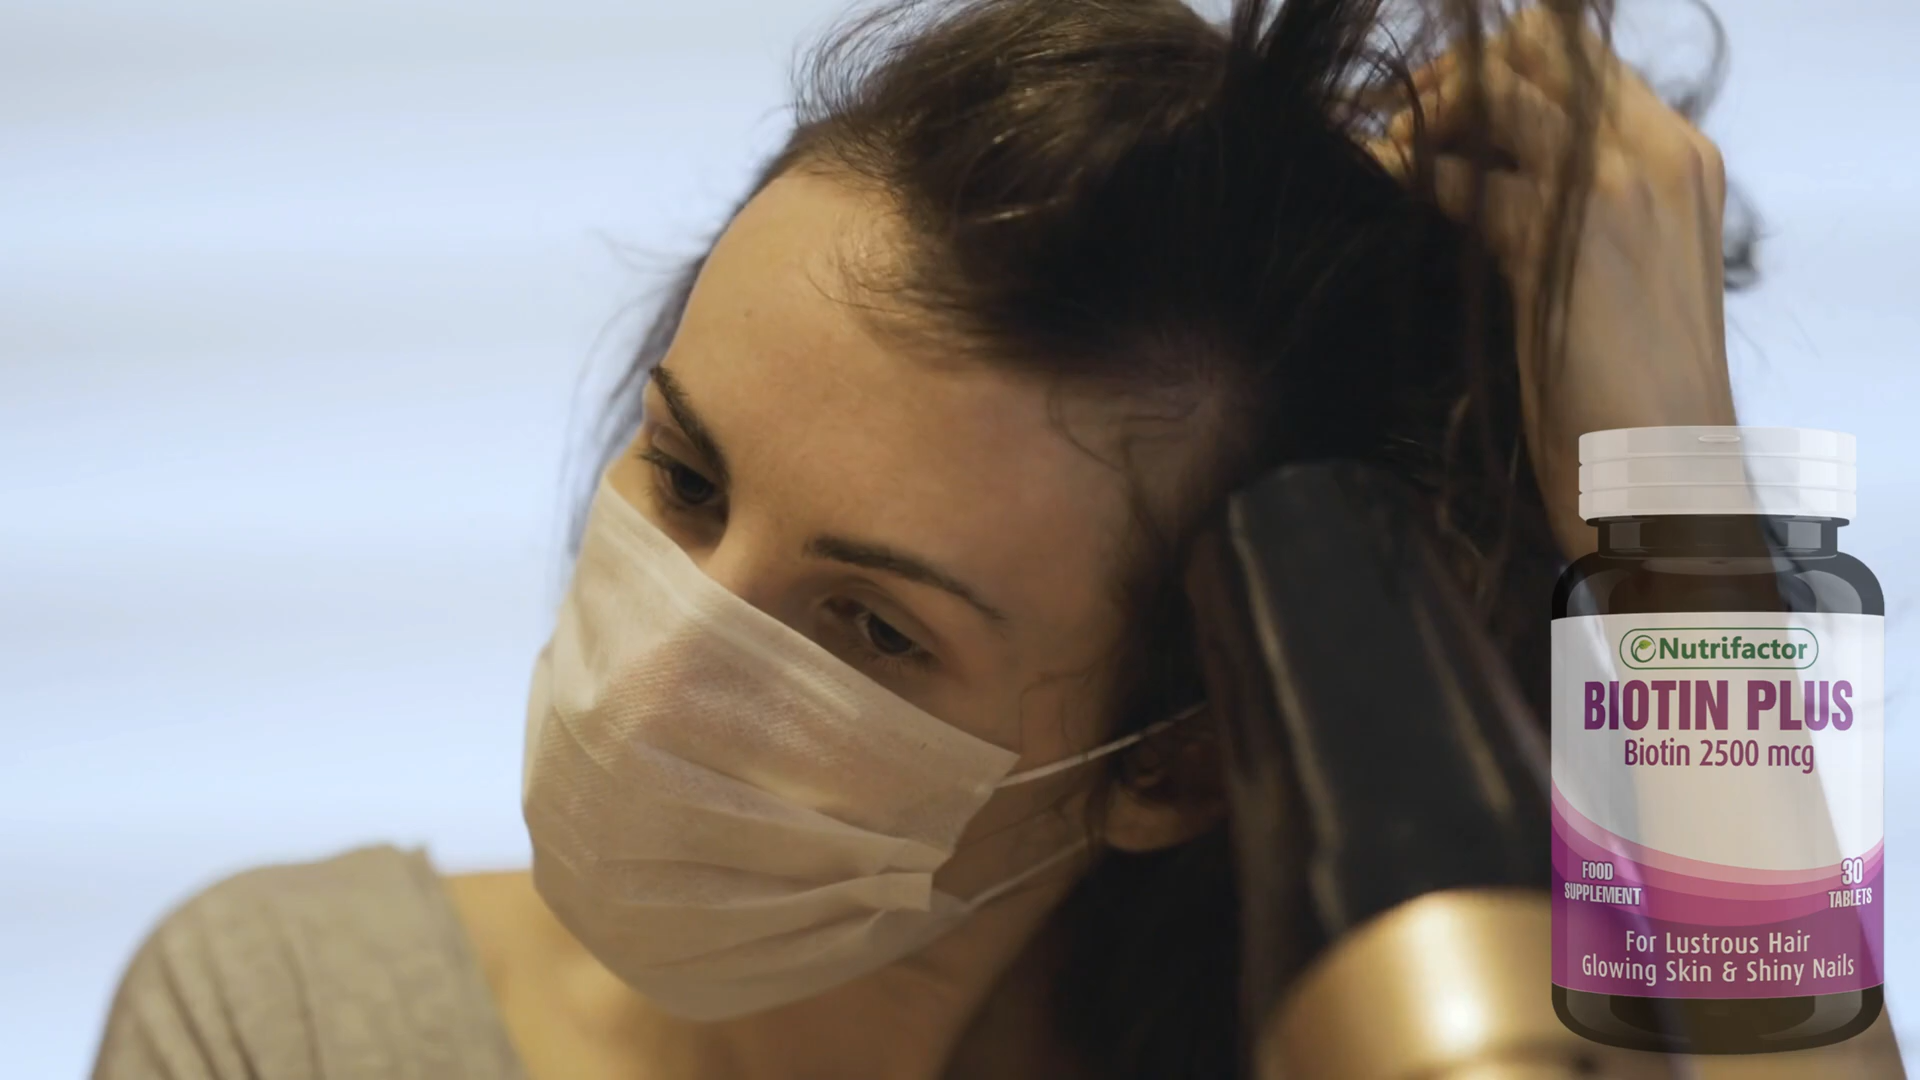 Nutrifactor
BIOTIN PLUS
Biotin 2500 mcg
FOOD
SUPPLEMENT
30
TABLETS
For Lustrous Hair
Glowing Skin & Shiny Nails